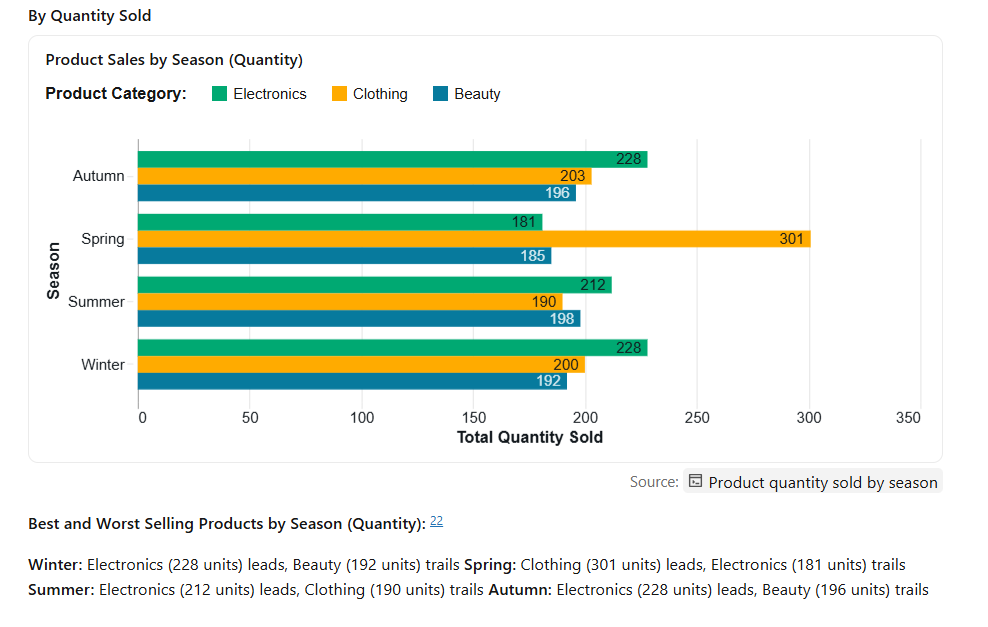 By Quantity Sold
Product Sales by Season (Quantity)
Product Category: Electronics Clothing Beauty
Autumn
228
203
196
Spring
181
301
185
Summer
212
190
198
Winter
228
200
192
Season
0 50 100 150 200 250 300 350
Total Quantity Sold
Source: Product quantity sold by season
Best and Worst Selling Products by Season (Quantity): 22
Winter: Electronics (228 units) leads, Beauty (192 units) trails Spring: Clothing (301 units) leads, Electronics (181 units) trails
Summer: Electronics (212 units) leads, Clothing (190 units) trails Autumn: Electronics (228 units) leads, Beauty (196 units) trails